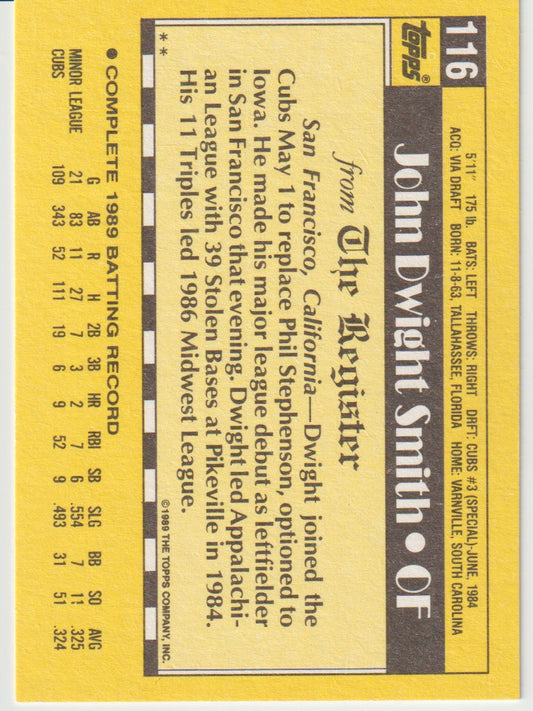 116
topps®
5'11" 175 lb. BATS: LEFT THROWS: RIGHT DRFT: CUBS #3 (SPECIAL)-JUNE, 1984
ACQ: VIA DRAFT BORN: 11-8-63, TALLAHASSEE, FLORIDA HOME: VARNVILLE, SOUTH CAROLINA
John Dwight Smith • OF
from The Register
San Francisco, California—Dwight joined the
Cubs May 1 to replace Phil Stephenson, optioned to
Iowa. He made his major league debut as leftfielder
in San Francisco that evening. Dwight led Appalachi-
an League with 39 Stolen Bases at Pikeville in 1984.
His 11 Triples led 1986 Midwest League.
**
©1989 THE TOPPS COMPANY, INC.
• COMPLETE 1989 BATTING RECORD
G AB R H 2B 3B HR RBI SB SLG BB SO AVG
MINOR LEAGUE 21 83 11 27 7 3 2 7 6 .554 7 11 .325
CUBS 109 343 52 111 19 6 9 52 9 .493 31 51 .324